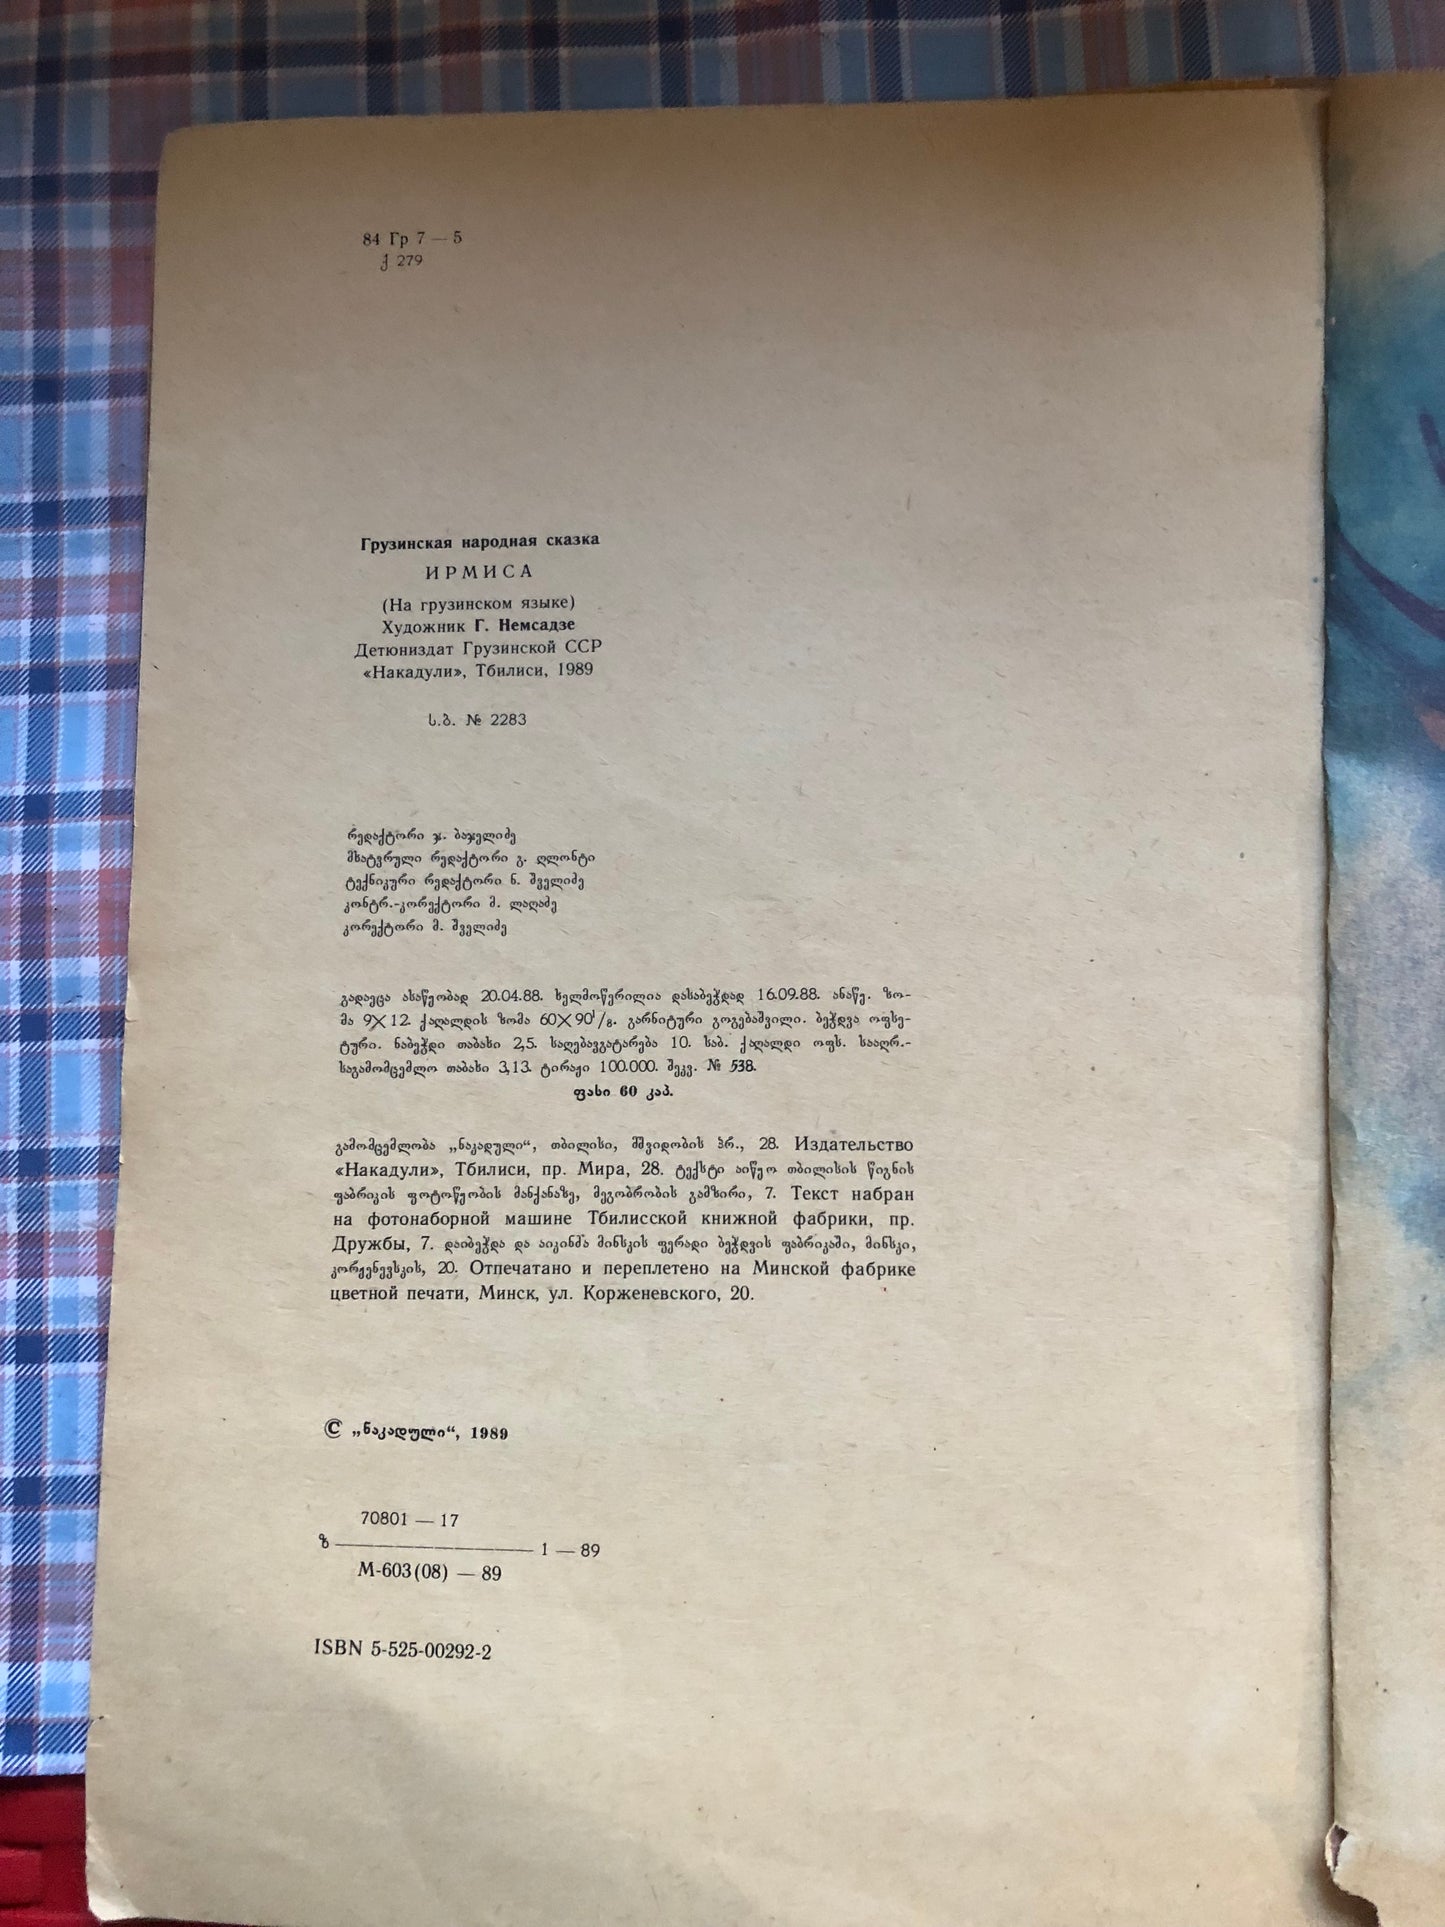 84 Гр 7 — 5
ქ 279
Грузинская народная сказка
ИРМИСА
(На грузинском языке)
Художник Г. Немсадзе
Детюниздат Грузинской ССР
«Накадули», Тбилиси, 1989
ს.ბ. № 2283
რედაქტორი ჯ. ბაჯელიძე
მხატვრული რედაქტორი გ. ღლონტი
ტექნიკური რედაქტორი ნ. შველიძე
კონტრ.-კორექტორი მ. ლაღაძე
კორექტორი მ. შველიძე
გადაეცა ასაწყობად 20.04.88. ხელმოწერილია დასაბეჭდად 16.09.88. ანაწყ. ზო-
მა 9X12. ქაღალდის ზომა 60X90¹/₈. გარნიტური გოგებაშვილი. ბეჭდვა ოფსე-
ტური. ნაბეჭდი თაბახი 2,5. საღებავგატარება 10. საბ. ქაღალდი ოფს. სააღრ.-
საგამომცემლო თაბახი 3,13. ტირაჟი 100.000. შეკვ. № 538.
ფასი 60 კაპ.
გამომცემლობა „ნაკადული“, თბილისი, მშვიდობის პრ., 28. Издательство
«Накадули», Тбилиси, пр. Мира, 28. ტექსტი აიწყო თბილისის წიგნის
ფაბრიკის ფოტოწყობის მანქანაზე, მეგობრობის გამზირი, 7. Текст набран
на фотонаборной машине Тбилисской книжной фабрики, пр.
Дружбы, 7. დაიბეჭდა და აიკინძა მინსკის ფერადი ბეჭდვის ფაბრიკაში, მინსკი,
კორჟენევსკის, 20. Отпечатано и переплетено на Минской фабрике
цветной печати, Минск, ул. Корженевского, 20.
© „ნაკადული“, 1989
70801 — 17
ზ 1 — 89
М-603(08) — 89
ISBN 5-525-00292-2